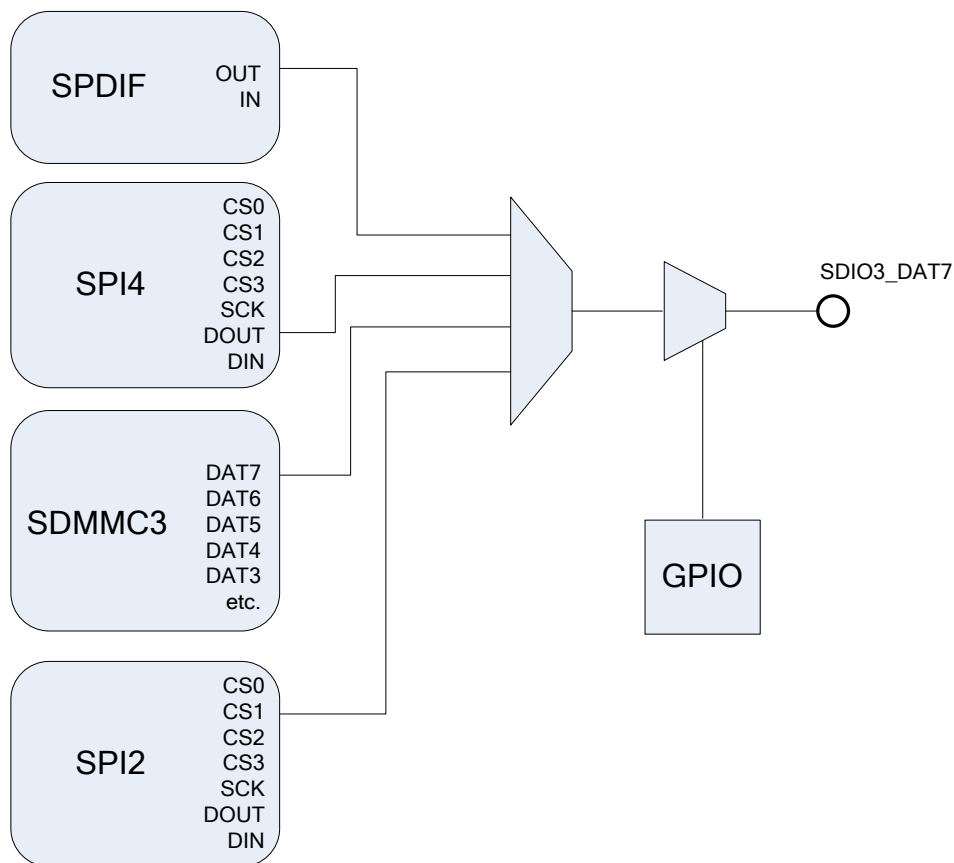 SPDIF
OUT
IN
SPI4
CS0
CS1
CS2
CS3
SCK
DOUT
DIN
SDMMC3
DAT7
DAT6
DAT5
DAT4
DAT3
etc.
SPI2
CS0
CS1
CS2
CS3
SCK
DOUT
DIN
SDIO3_DAT7
GPIO